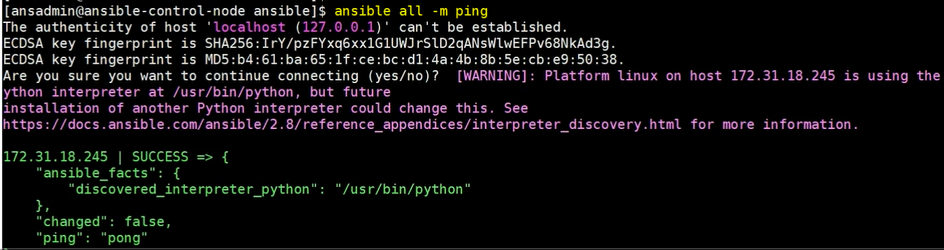 [ansadmin@ansible-control-node ansible]$ ansible all -m ping
The authenticity of host 'localhost (127.0.0.1)' can't be established.
ECDSA key fingerprint is SHA256:IrY/pzFYxq6xx1G1UWJrSlD2qANsWlwEFPv68NkAd3g.
ECDSA key fingerprint is MD5:b4:61:ba:65:1f:ce:bc:d1:4a:4b:8b:5e:cb:e9:50:38.
Are you sure you want to continue connecting (yes/no)?  [WARNING]: Platform linux on host 172.31.18.245 is using the
ython interpreter at /usr/bin/python, but future
installation of another Python interpreter could change this. See
https://docs.ansible.com/ansible/2.8/reference_appendices/interpreter_discovery.html for more information.
172.31.18.245 | SUCCESS => {
    "ansible_facts": {
        "discovered_interpreter_python": "/usr/bin/python"
    },
    "changed": false,
    "ping": "pong"